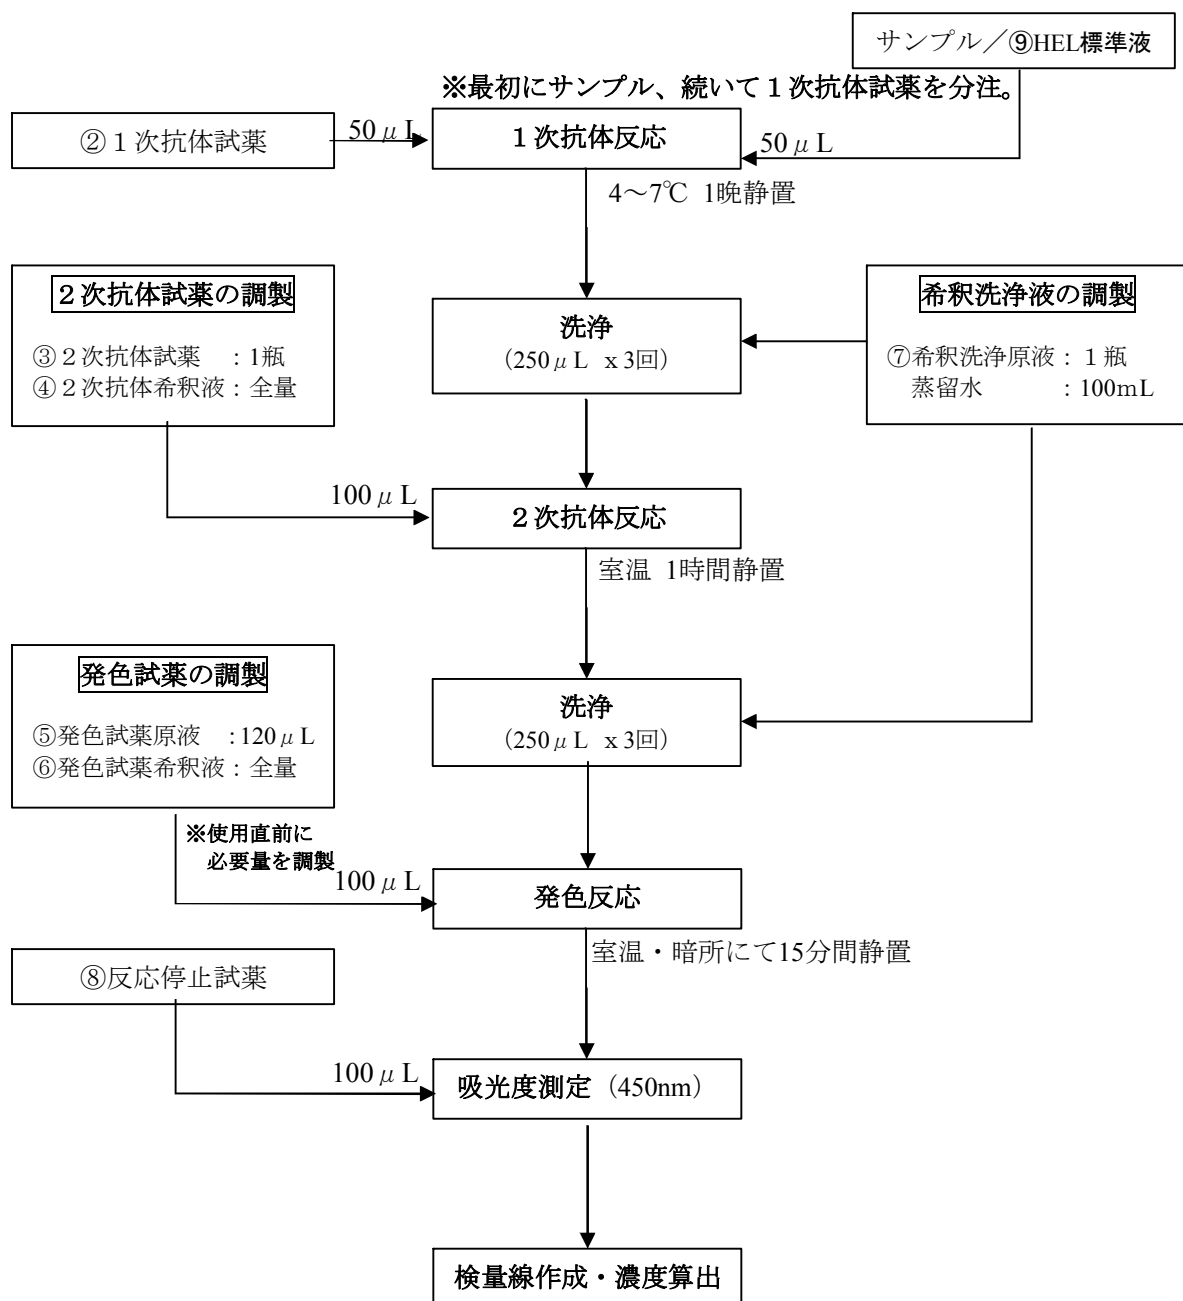 サンプル／⑨HEL標準液
※最初にサンプル、続いて１次抗体試薬を分注。
②１次抗体試薬
50μL
１次抗体反応
50μL
4～7℃ 1晩静置
２次抗体試薬の調製
③２次抗体試薬 : 1瓶
④２次抗体希釈液 : 全量
洗浄
(250μL x 3回)
希釈洗浄液の調製
⑦希釈洗浄原液 : １瓶
蒸留水 : 100mL
100μL
２次抗体反応
室温 1時間静置
発色試薬の調製
⑤発色試薬原液 :120μL
⑥発色試薬希釈液 : 全量
洗浄
(250μL x 3回)
※使用直前に
必要量を調製
100μL
発色反応
室温・暗所にて15分間静置
⑧反応停止試薬
100μL
吸光度測定 (450nm)
検量線作成・濃度算出